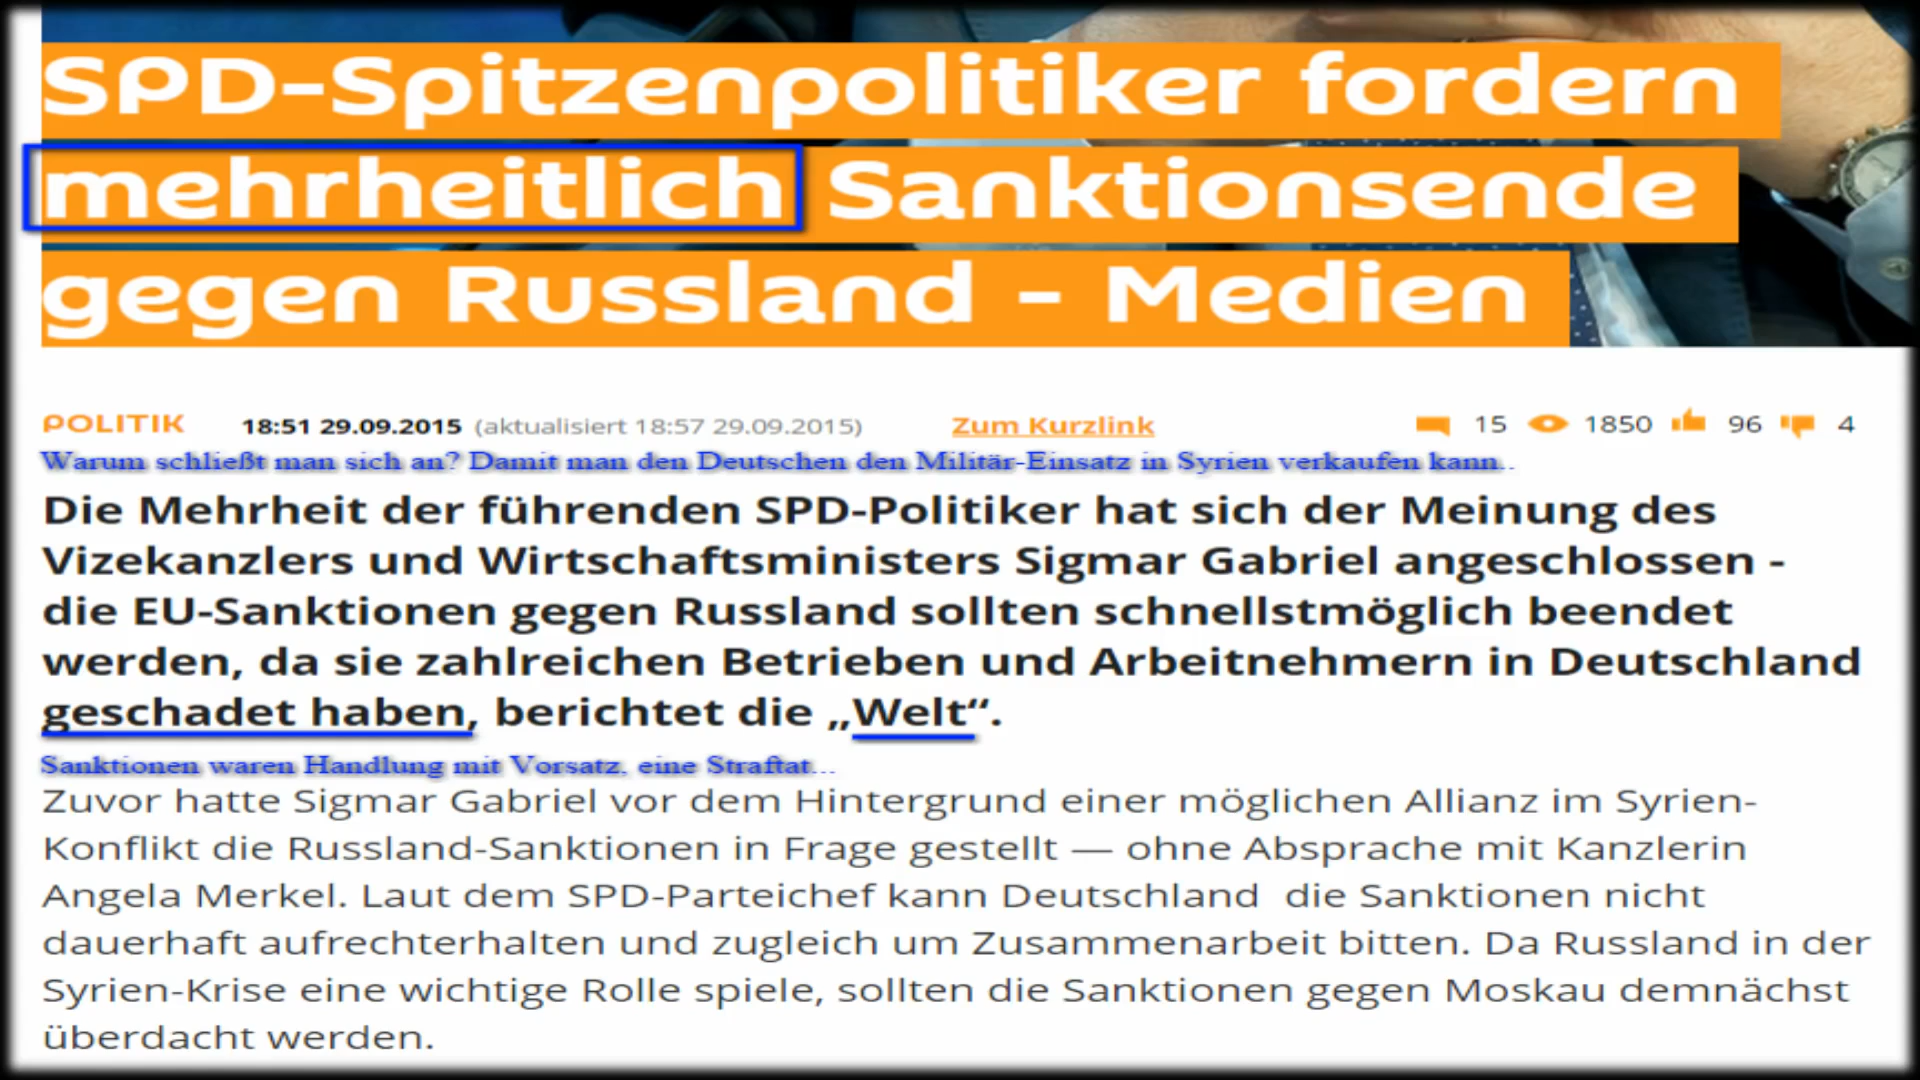 SPD-Spitzenpolitiker fordern
mehrheitlich Sanktionsende
gegen Russland - Medien
POLITIK 18:51 29.09.2015 (aktualisiert 18:57 29.09.2015) Zum Kurzlink 15 1850 96 4
Warum schließt man sich an? Damit man den Deutschen den Militär-Einsatz in Syrien verkaufen kann..
Die Mehrheit der führenden SPD-Politiker hat sich der Meinung des
Vizekanzlers und Wirtschaftsministers Sigmar Gabriel angeschlossen -
die EU-Sanktionen gegen Russland sollten schnellstmöglich beendet
werden, da sie zahlreichen Betrieben und Arbeitnehmern in Deutschland
geschadet haben, berichtet die „Welt“.
Sanktionen waren Handlung mit Vorsatz, eine Straftat...
Zuvor hatte Sigmar Gabriel vor dem Hintergrund einer möglichen Allianz im Syrien-
Konflikt die Russland-Sanktionen in Frage gestellt — ohne Absprache mit Kanzlerin
Angela Merkel. Laut dem SPD-Parteichef kann Deutschland die Sanktionen nicht
dauerhaft aufrechterhalten und zugleich um Zusammenarbeit bitten. Da Russland in der
Syrien-Krise eine wichtige Rolle spiele, sollten die Sanktionen gegen Moskau demnächst
überdacht werden.